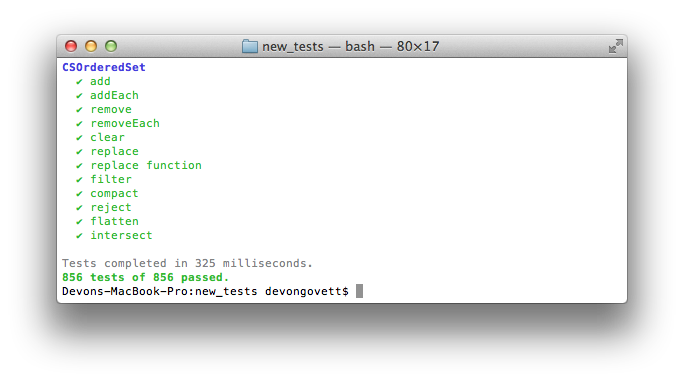 new_tests — bash — 80×17
CSOrderedSet
✔ add
✔ addEach
✔ remove
✔ removeEach
✔ clear
✔ replace
✔ replace function
✔ filter
✔ compact
✔ reject
✔ flatten
✔ intersect
Tests completed in 325 milliseconds.
856 tests of 856 passed.
Devons-MacBook-Pro:new_tests devongovett$